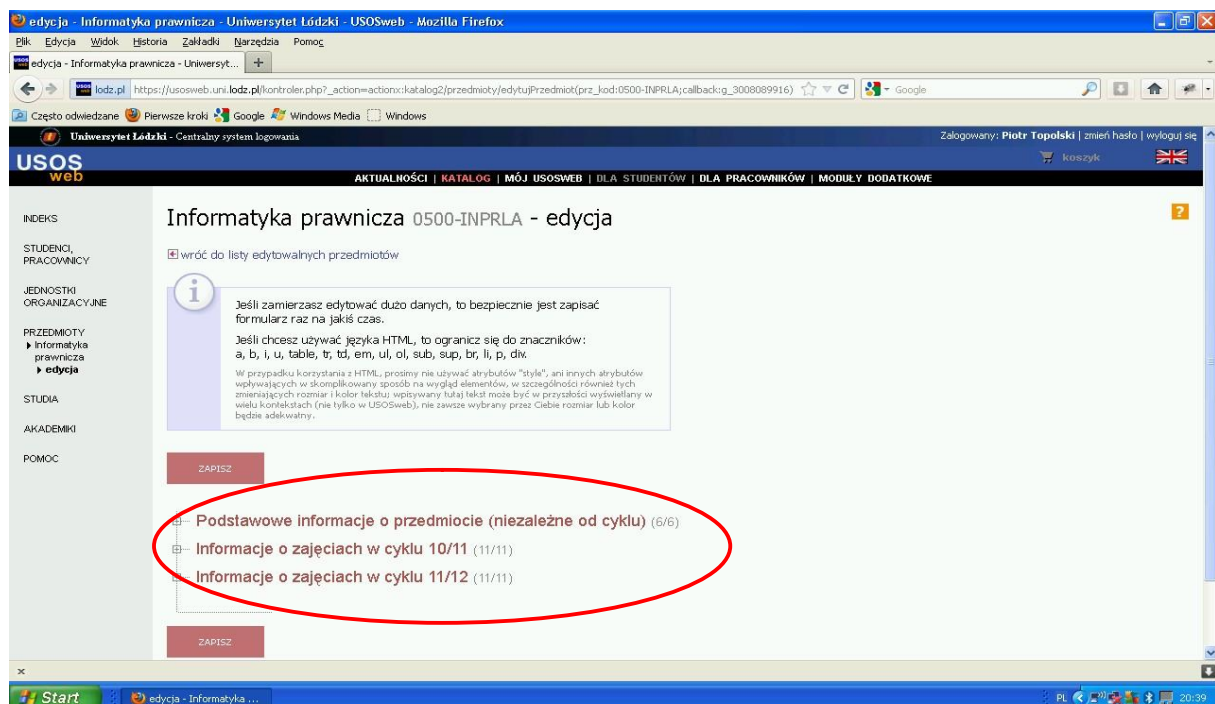 edycja - Informatyka prawnicza - Uniwersytet Łódzki - USOSweb - Mozilla Firefox
Plik Edycja Widok Historia Zakładki Narzędzia Pomoc
edycja - Informatyka prawnicza - Uniwersyt... +
lodz.pl https://usosweb.uni.lodz.pl/kontroler.php?_action=actionx:katalog2/przedmioty/edytujPrzedmiot(prz_kod:0500-INPRLA;callback:g_3008089916) Google
Często odwiedzane Pierwsze kroki Google Windows Media Windows
Uniwersytet Łódzki - Centralny system logowania Zalogowany: Piotr Topolski | zmień hasło | wyloguj się
USOS web koszyk
AKTUALNOŚCI | KATALOG | MÓJ USOSWEB | DLA STUDENTÓW | DLA PRACOWNIKÓW | MODUŁY DODATKOWE
INDEKS
STUDENCI,
PRACOWNICY
JEDNOSTKI
ORGANIZACYJNE
PRZEDMIOTY
Informatyka
prawnicza
edycja
STUDIA
AKADEMIKI
POMOC
Informatyka prawnicza 0500-INPRLA - edycja ?
wróć do listy edytowalnych przedmiotów
i
Jeśli zamierzasz edytować dużo danych, to bezpiecznie jest zapisać
formularz raz na jakiś czas.
Jeśli chcesz używać języka HTML, to ogranicz się do znaczników:
a, b, i, u, table, tr, td, em, ul, ol, sub, sup, br, li, p, div.
W przypadku korzystania z HTML, prosimy nie używać atrybutów "style", ani innych atrybutów
wpływających w skomplikowany sposób na wygląd elementów, w szczególności również tych
zmieniających rozmiar i kolor tekstu; wpisywany tutaj tekst może być w przyszłości wyświetlany w
wielu kontekstach (nie tylko w USOSweb), nie zawsze wybrany przez Ciebie rozmiar lub kolor
będzie adekwatny.
ZAPISZ
Podstawowe informacje o przedmiocie (niezależne od cyklu) (6/6)
Informacje o zajęciach w cyklu 10/11 (11/11)
Informacje o zajęciach w cyklu 11/12 (11/11)
ZAPISZ
×
Start edycja - Informatyka ... PL 20:39